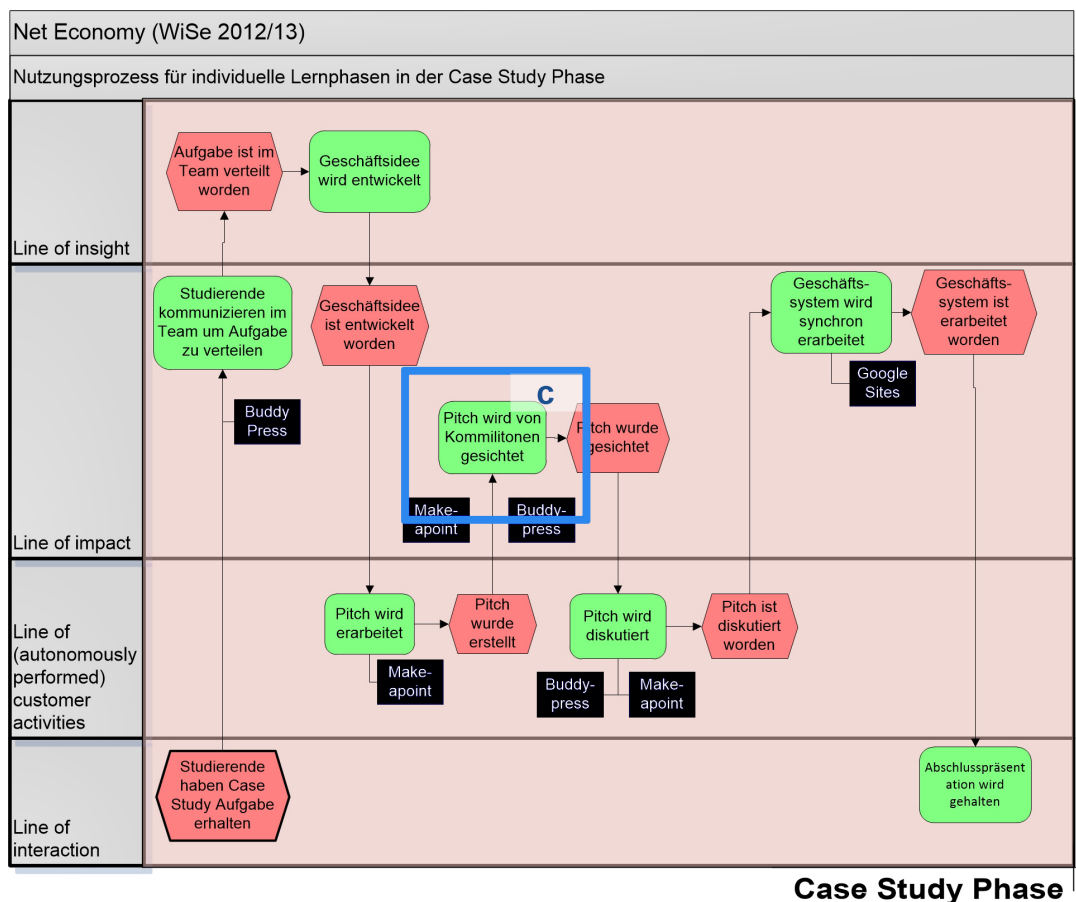 Net Economy (WiSe 2012/13)
Nutzungsprozess für individuelle Lernphasen in der Case Study Phase
Line of insight
Aufgabe ist im
Team verteilt
worden
Geschäftsidee
wird entwickelt
Line of impact
Studierende
kommunizieren im
Team um Aufgabe
zu verteilen
Buddy
Press
Geschäftsidee
ist entwickelt
worden
C
Pitch wird von
Kommilitonen
gesichtet
Make-
apoint
Buddy-
press
Pitch wurde
gesichtet
Geschäfts-
system wird
synchron
erarbeitet
Google
Sites
Geschäfts-
system ist
erarbeitet
worden
Line of
(autonomously
performed)
customer
activities
Pitch wird
erarbeitet
Make-
apoint
Pitch
wurde
erstellt
Pitch wird
diskutiert
Buddy-
press
Make-
apoint
Pitch ist
diskutiert
worden
Line of
interaction
Studierende
haben Case
Study Aufgabe
erhalten
Abschlusspräsent
ation wird
gehalten
Case Study Phase